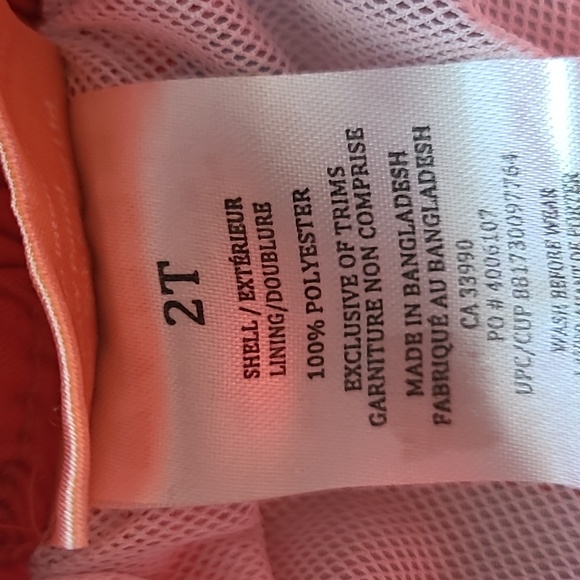 2T
SHELL / EXTÉRIEUR
LINING/DOUBLURE
100% POLYESTER
EXCLUSIVE OF TRIMS
GARNITURE NON COMPRISE
MADE IN BANGLADESH
FABRIQUÉ AU BANGLADESH
CA 33990
PO # 4006107
UPC/CUP 881730097764
WASH BEFORE WEAR